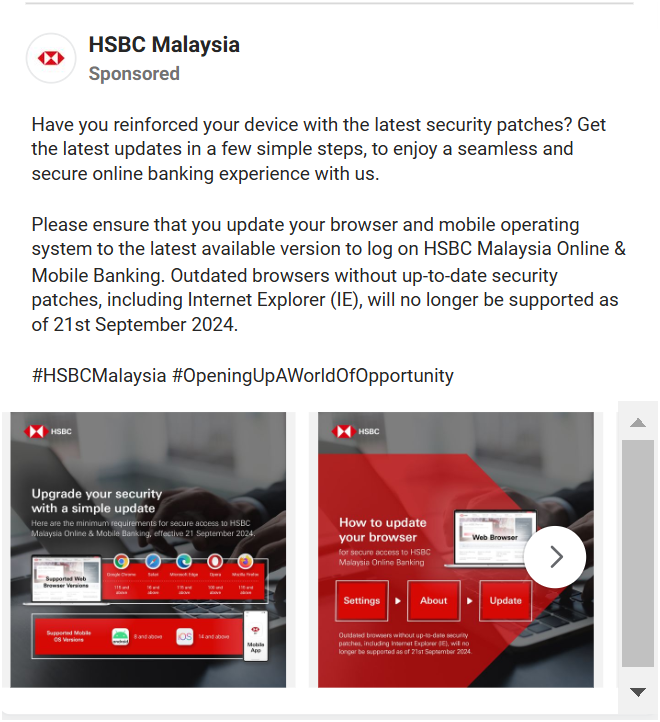 HSBC Malaysia
Sponsored
Have you reinforced your device with the latest security patches? Get
the latest updates in a few simple steps, to enjoy a seamless and
secure online banking experience with us.
Please ensure that you update your browser and mobile operating
system to the latest available version to log on HSBC Malaysia Online &
Mobile Banking. Outdated browsers without up-to-date security
patches, including Internet Explorer (IE), will no longer be supported as
of 21st September 2024.
#HSBCMalaysia #OpeningUpAWorldOfOpportunity
HSBC
Upgrade your security
with a simple update
Here are the minimum requirements for secure access to HSBC
Malaysia Online & Mobile Banking, effective 21 September 2024.
Supported Web
Browser Versions
Google Chrome
Safari
Microsoft Edge
Opera
Mozilla Firefox
and above
and above
and above
and above
and above
Supported Mobile
OS Versions
android
8 and above
iOS
14 and above
Mobile
App
HSBC
How to update
your browser
for secure access to HSBC
Malaysia Online Banking
Web Browser
Settings
About
Update
Outdated browsers without up-to-date security
patches, including Internet Explorer (IE), will no
longer be supported as of 21 September 2024.